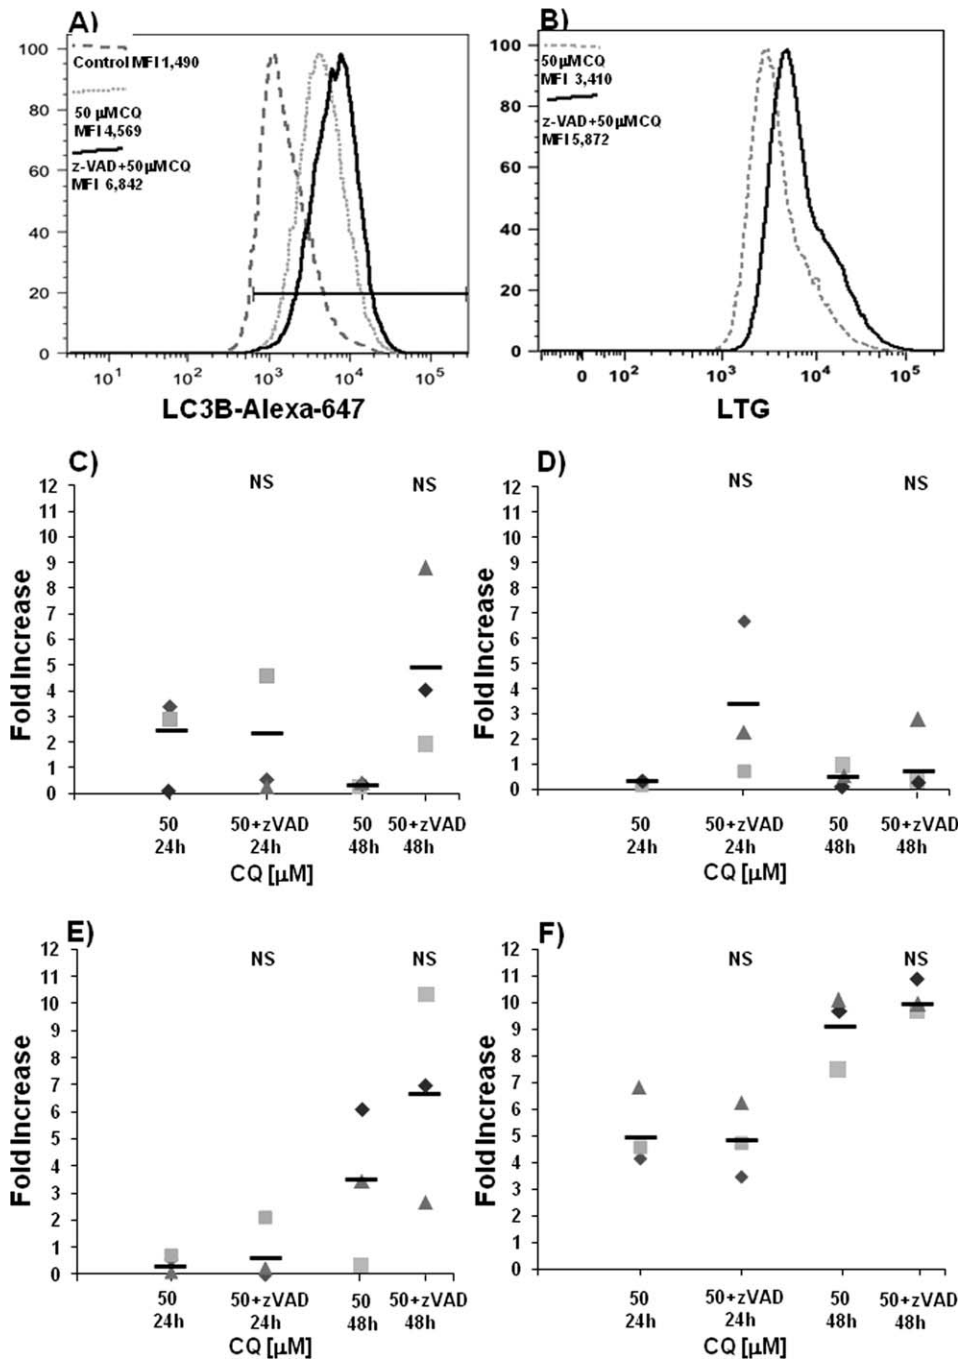 A)
100
80
60
40
20
0
Control MFI 1,490
50 µM CQ
MFI 4,569
z-VAD+50µMCQ
MFI 6,842
10¹ 10² 10³ 10⁴ 10⁵
LC3B-Alexa-647
B)
100
80
60
40
20
0
50µMCQ
MFI 3,410
z-VAD+50µMCQ
MFI 5,872
0 10² 10³ 10⁴ 10⁵
LTG
C)
NS NS
12
11
10
9
8
7
6
5
4
3
2
1
0
Fold Increase
50 50+zVAD 50 50+zVAD
24h 24h 48h 48h
CQ [µM]
D)
NS NS
12
11
10
9
8
7
6
5
4
3
2
1
0
Fold Increase
50 50+zVAD 50 50+zVAD
24h 24h 48h 48h
CQ [µM]
E)
NS NS
12
11
10
9
8
7
6
5
4
3
2
1
0
Fold Increase
50 50+zVAD 50 50+zVAD
24h 24h 48h 48h
CQ [µM]
F)
NS NS
12
11
10
9
8
7
6
5
4
3
2
1
0
Fold Increase
50 50+zVAD 50 50+zVAD
24h 24h 48h 48h
CQ [µM]